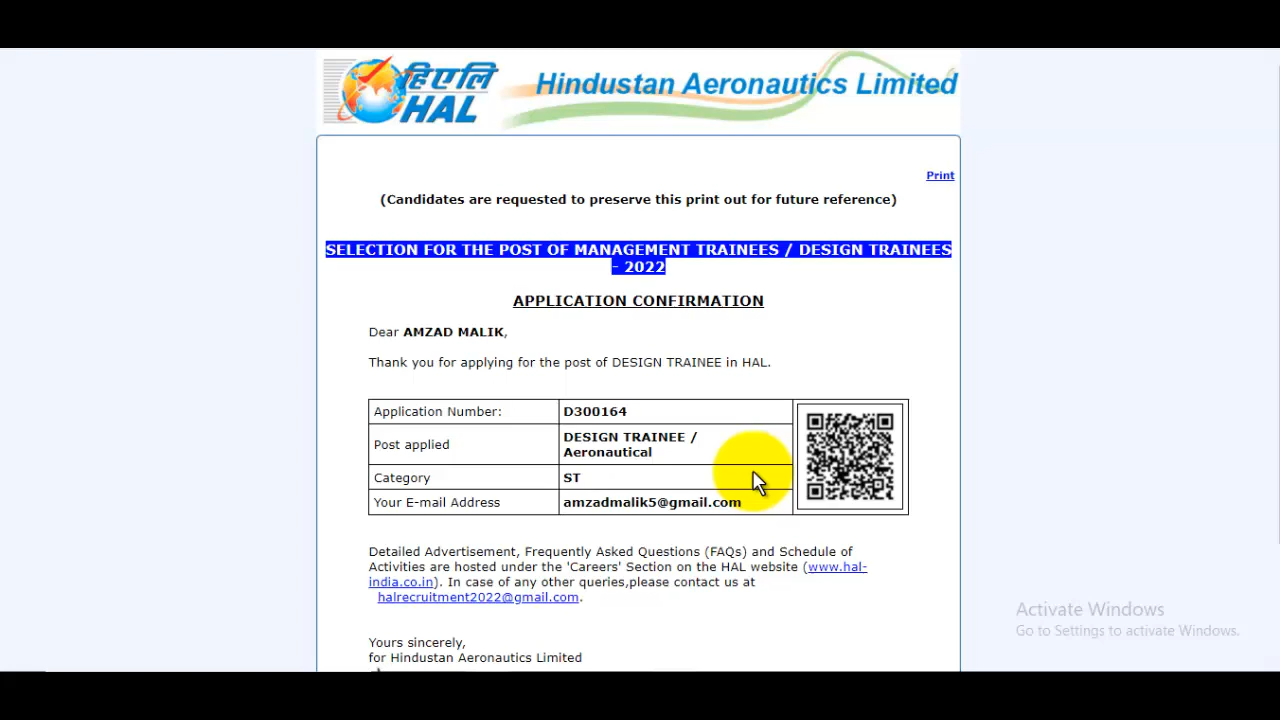 हिएलि
HAL
Hindustan Aeronautics Limited
Print
(Candidates are requested to preserve this print out for future reference)
SELECTION FOR THE POST OF MANAGEMENT TRAINEES / DESIGN TRAINEES
- 2022
APPLICATION CONFIRMATION
Dear AMZAD MALIK,
Thank you for applying for the post of DESIGN TRAINEE in HAL.
Application Number: D300164
Post applied DESIGN TRAINEE /
Aeronautical
Category ST
Your E-mail Address amzadmalik5@gmail.com
Detailed Advertisement, Frequently Asked Questions (FAQs) and Schedule of
Activities are hosted under the 'Careers' Section on the HAL website (www.hal-
india.co.in). In case of any other queries,please contact us at
halrecruitment2022@gmail.com.
Yours sincerely,
for Hindustan Aeronautics Limited
Activate Windows
Go to Settings to activate Windows.